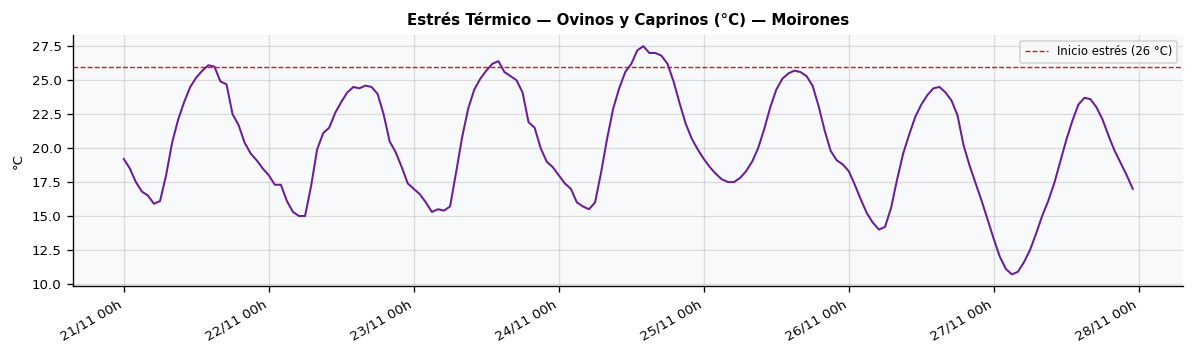 Estrés Térmico — Ovinos y Caprinos (°C) — Moirones
Inicio estrés (26 °C)
°C
27.5
25.0
22.5
20.0
17.5
15.0
12.5
10.0
21/11 00h
22/11 00h
23/11 00h
24/11 00h
25/11 00h
26/11 00h
27/11 00h
28/11 00h